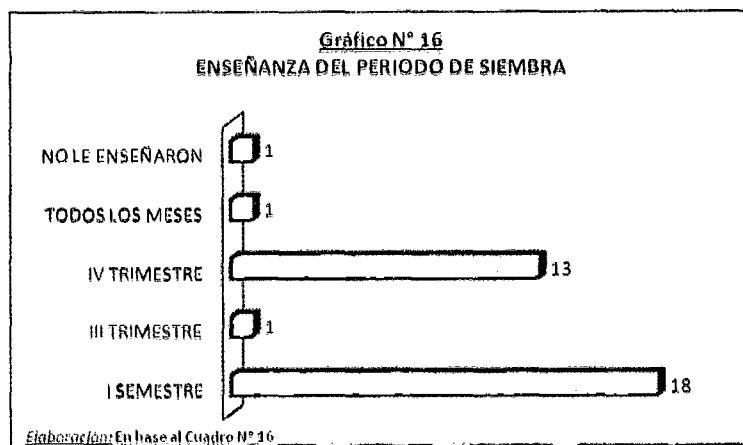 Gráfico N° 16
ENSEÑANZA DEL PERIODO DE SIEMBRA
NO LE ENSEÑARON 1
TODOS LOS MESES 1
IV TRIMESTRE 13
III TRIMESTRE 1
I SEMESTRE 18
Elaboración: En base al Cuadro N° 16